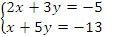 2x + 3y = −5
x + 5y = −13